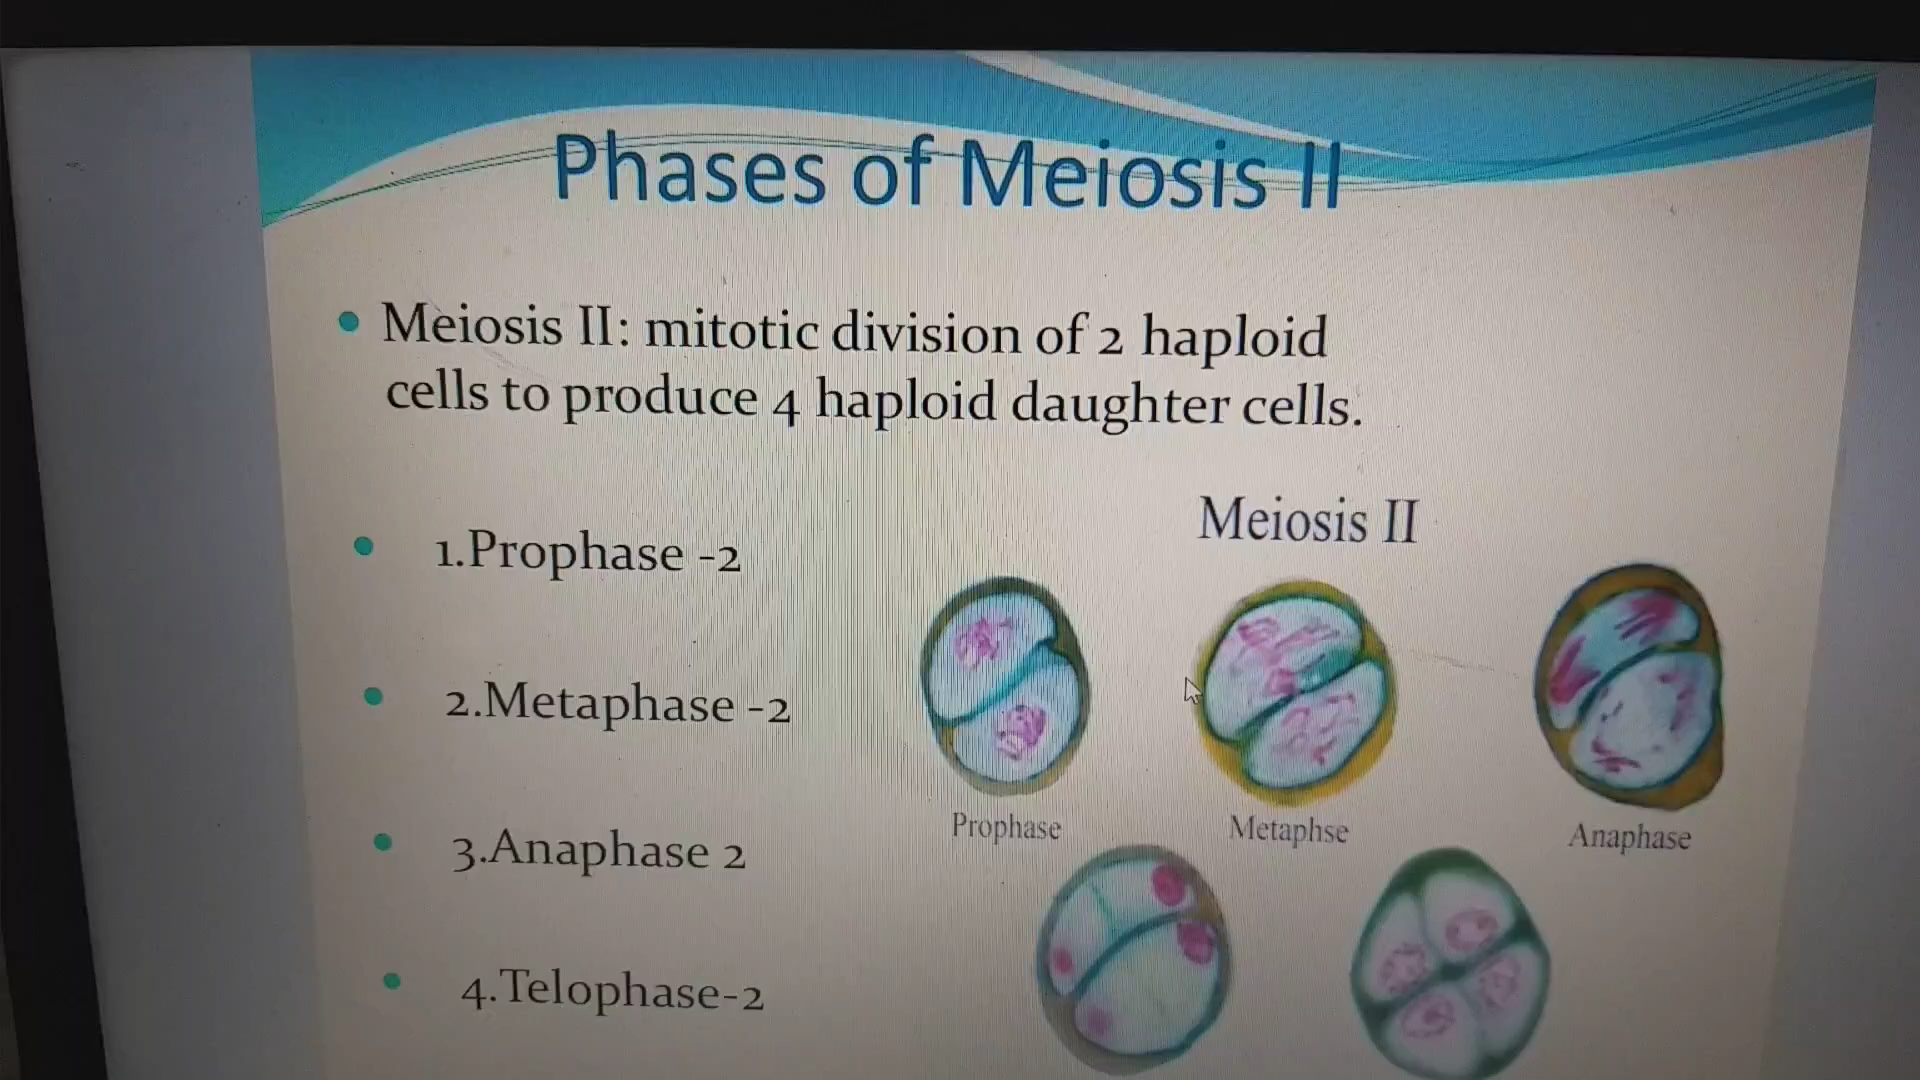 Phases of Meiosis II
Meiosis II: mitotic division of 2 haploid
cells to produce 4 haploid daughter cells.
1.Prophase -2
2.Metaphase -2
3.Anaphase 2
4.Telophase-2
Meiosis II
Prophase
Metaphse
Anaphase